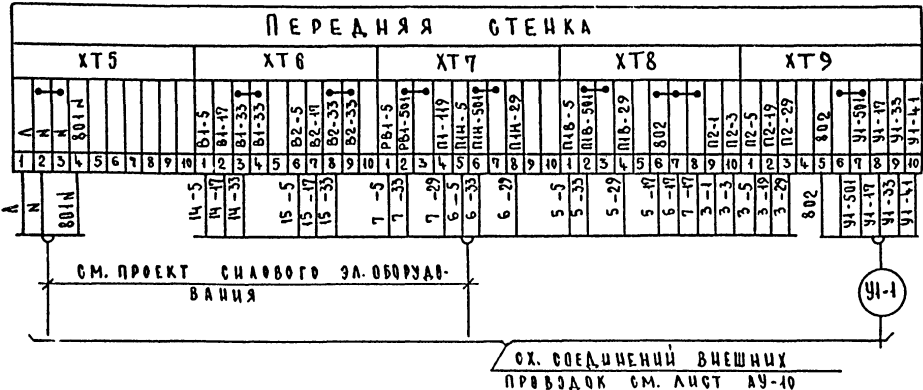 ПЕРЕДНЯЯ СТЕНКА
XT5 XT6 XT7 XT8 XT9
Л N N 801N В1-5 В1-17 В1-33 В1-33 В2-5 В2-17 В2-33 В2-33 РВ1-5 РВ1-501 П1-119 П1Н-5 П1Н-501 П1Н-29 П1В-5 П1В-501 П1В-29 802 П2-1 П2-3 П2-5 П2-19 П2-29 802 У1-501 У1-17 У1-33 У1-41
1 2 3 4 5 6 7 8 9 10 1 2 3 4 5 6 7 8 9 10 1 2 3 4 5 6 7 8 9 10 1 2 3 4 5 6 7 8 9 10 1 2 3 4 5 6 7 8 9 10
Л N 801N 14-5 14-17 14-33 15-5 15-17 15-33 7-5 7-33 7-29 6-5 6-33 6-29 5-5 5-33 5-29 5-17 6-17 7-17 3-1 3-3 3-5 3-19 3-29 802 У1-501 У1-17 У1-33 У1-41
СМ. ПРОЕКТ СИЛОВОГО ЭЛ. ОБОРУДО-
ВАНИЯ
У1-1
СХ. СОЕДИНЕНИЙ ВНЕШНИХ
ПРОВОДОК СМ. ЛИСТ АУ-10